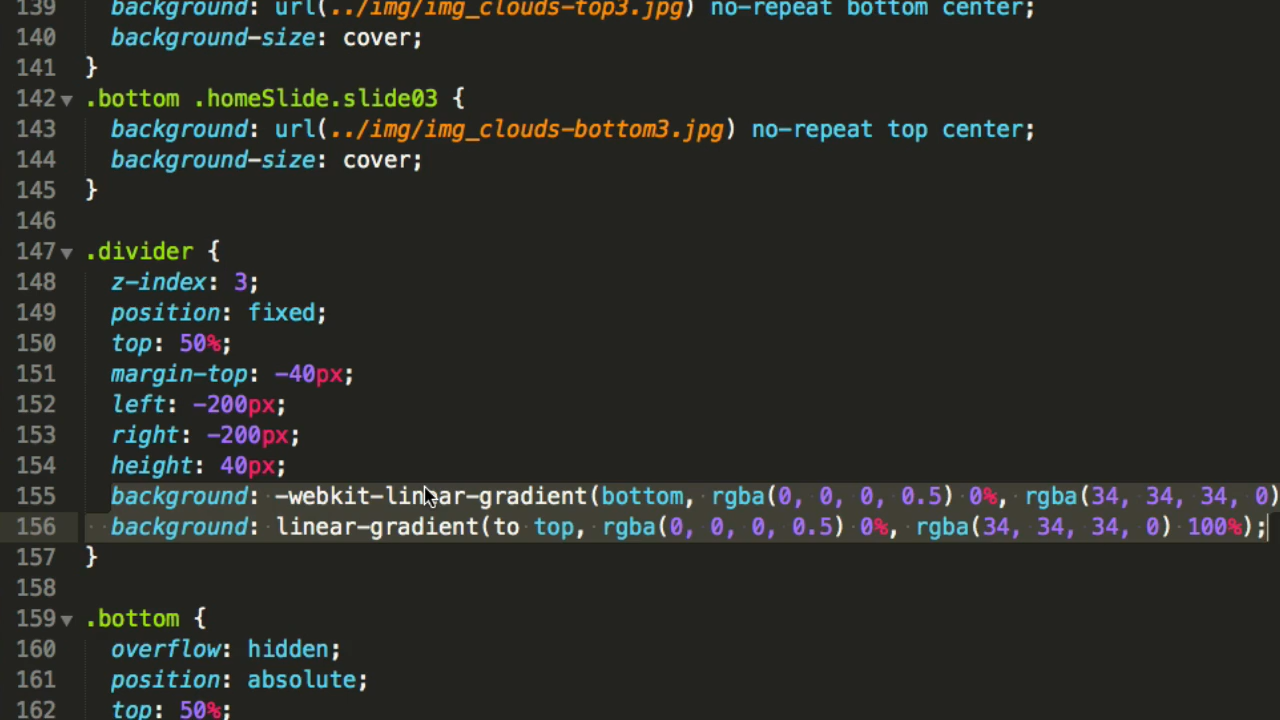 139 background: url(../img/img_clouds-top3.jpg) no-repeat bottom center;
140 background-size: cover;
141 }
142 .bottom .homeSlide.slide03 {
143 background: url(../img/img_clouds-bottom3.jpg) no-repeat top center;
144 background-size: cover;
145 }
146
147 .divider {
148 z-index: 3;
149 position: fixed;
150 top: 50%;
151 margin-top: -40px;
152 left: -200px;
153 right: -200px;
154 height: 40px;
155 background: -webkit-linear-gradient(bottom, rgba(0, 0, 0, 0.5) 0%, rgba(34, 34, 34, 0)
156 background: linear-gradient(to top, rgba(0, 0, 0, 0.5) 0%, rgba(34, 34, 34, 0) 100%);
157 }
158
159 .bottom {
160 overflow: hidden;
161 position: absolute;
162 top: 50%;